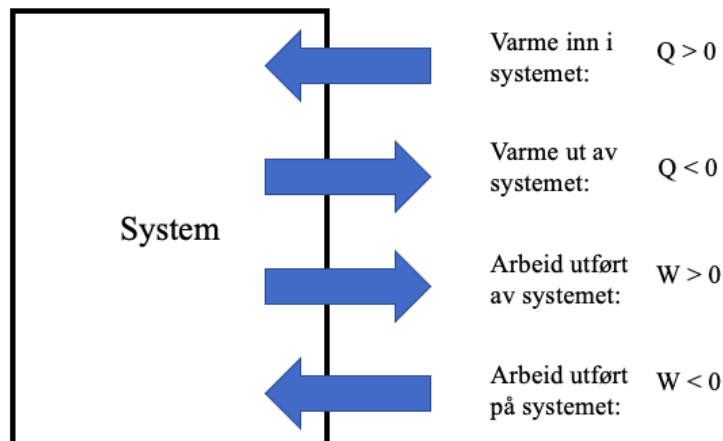 Varme inn i
systemet:
Q > 0
Varme ut av
systemet:
Q < 0
System
Arbeid utført
av systemet:
W > 0
Arbeid utført
på systemet:
W < 0